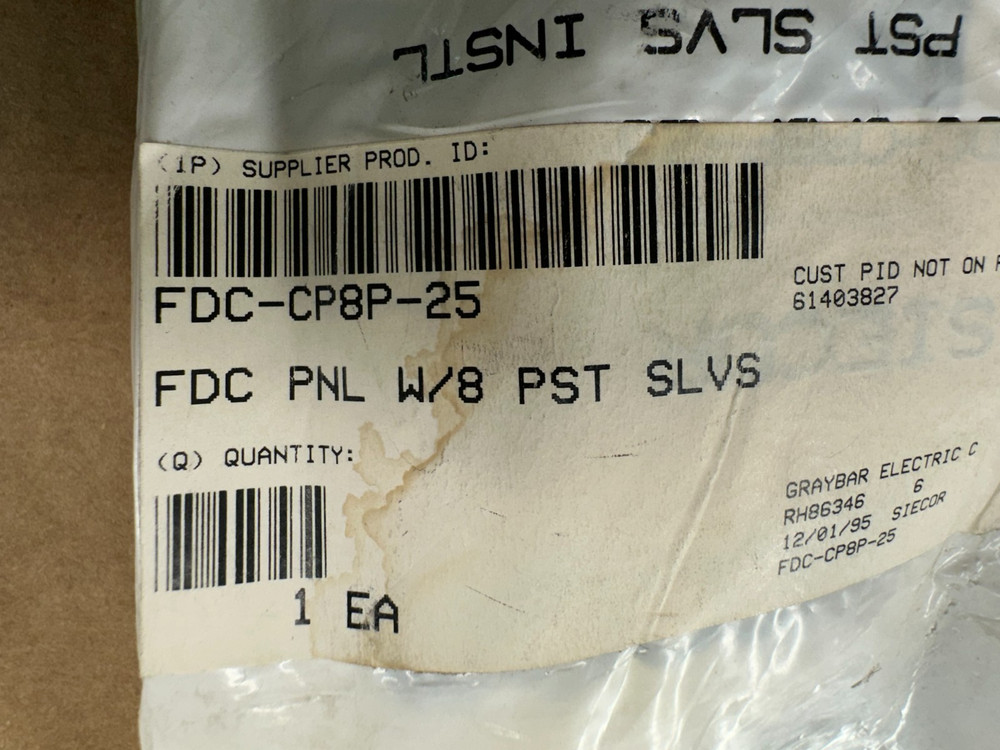 PST SLVS INSTL
(1P) SUPPLIER PROD. ID:
FDC-CP8P-25
FDC PNL W/8 PST SLVS
(Q) QUANTITY:
1 EA
CUST PID NOT ON
61403827
GRAYBAR ELECTRIC C
RH86346 6
12/01/95 SIECOR
FDC-CP8P-25